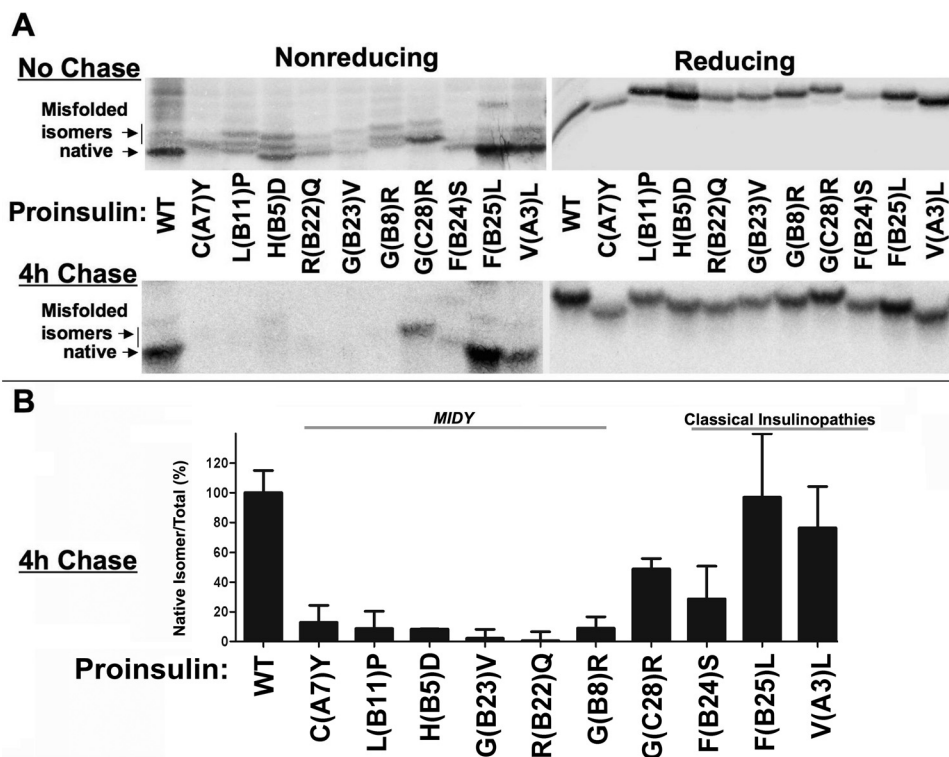 A
Nonreducing
Reducing
No Chase
Misfolded
isomers
native
Proinsulin:
WT
C(A7)Y
L(B11)P
H(B5)D
R(B22)Q
G(B23)V
G(B8)R
G(C28)R
F(B24)S
F(B25)L
V(A3)L
WT
C(A7)Y
L(B11)P
H(B5)D
R(B22)Q
G(B23)V
G(B8)R
G(C28)R
F(B24)S
F(B25)L
V(A3)L
4h Chase
Misfolded
isomers
native
B
MIDY
Classical Insulinopathies
4h Chase
Native Isomer/Total (%)
120
100
80
60
40
20
0
Proinsulin:
WT
C(A7)Y
L(B11)P
H(B5)D
G(B23)V
R(B22)Q
G(B8)R
G(C28)R
F(B24)S
F(B25)L
V(A3)L